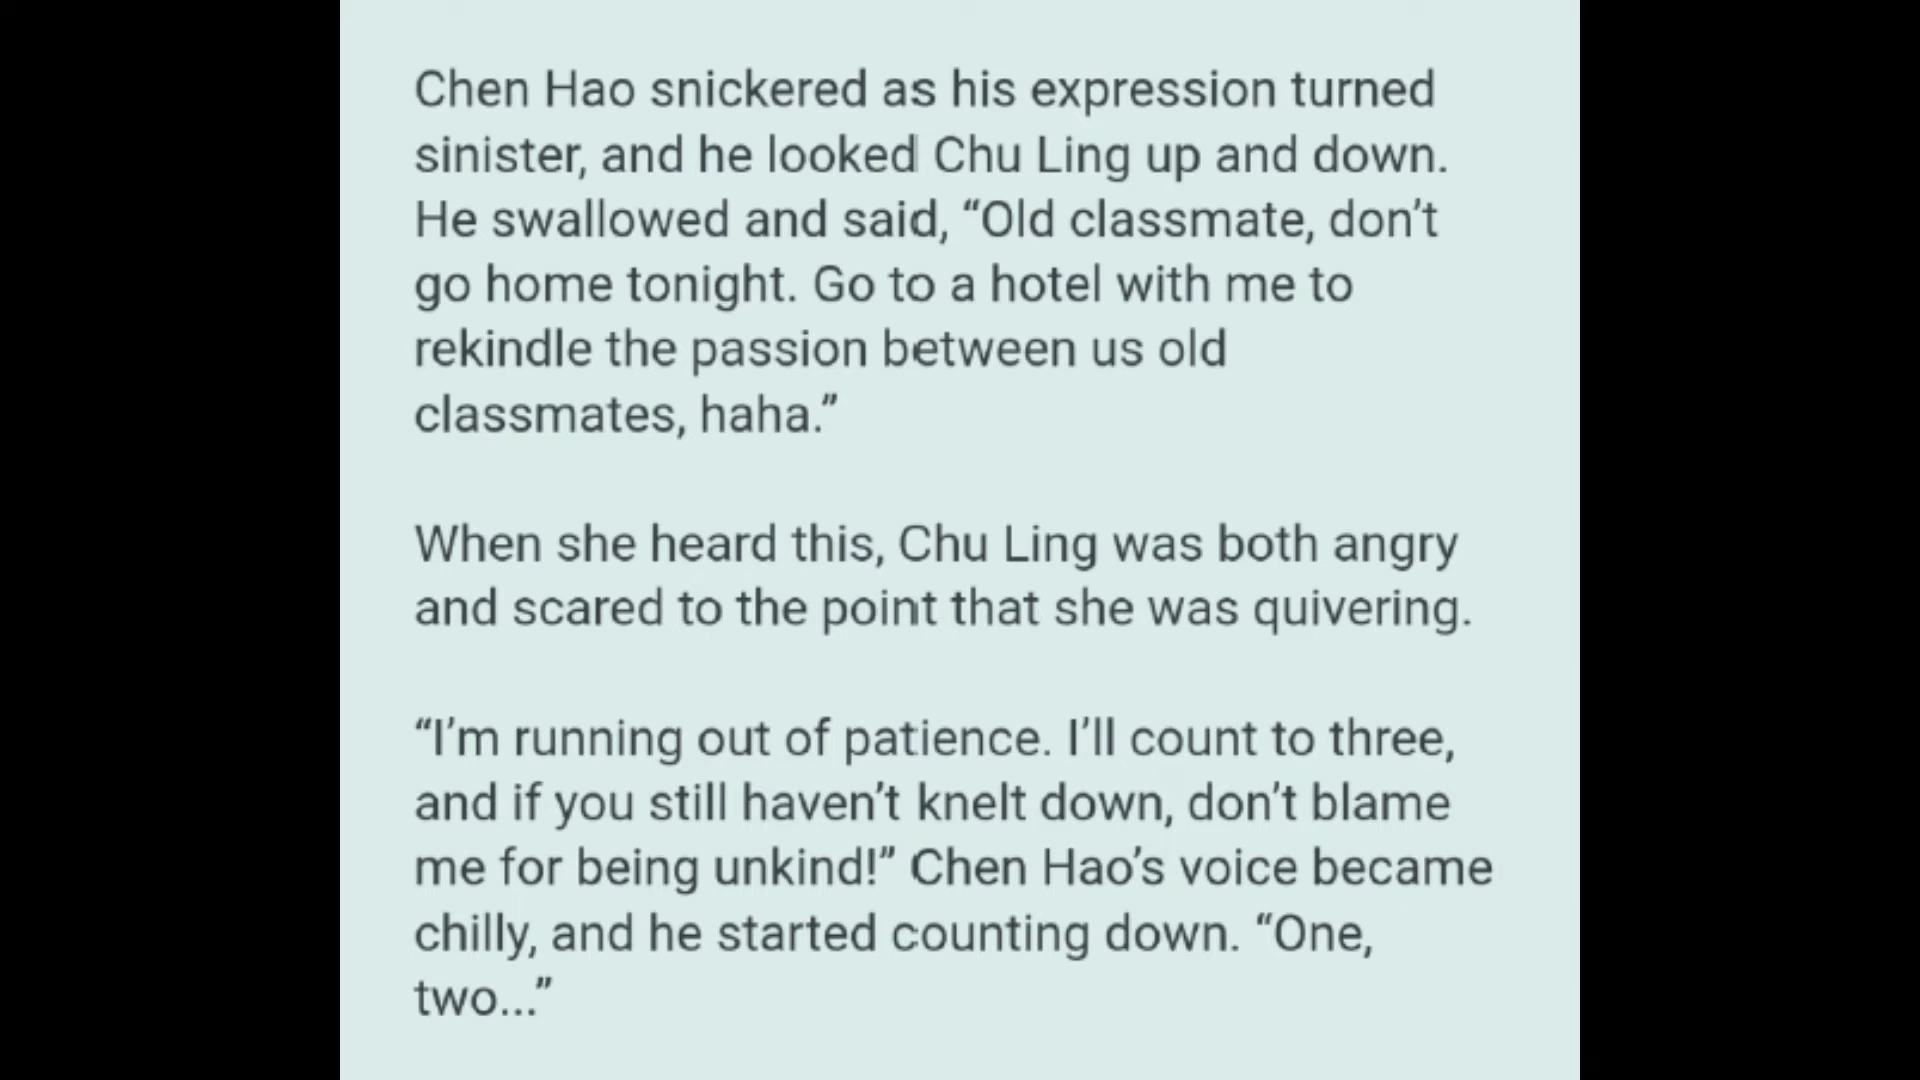 Chen Hao snickered as his expression turned
sinister, and he looked Chu Ling up and down.
He swallowed and said, “Old classmate, don’t
go home tonight. Go to a hotel with me to
rekindle the passion between us old
classmates, haha.”
When she heard this, Chu Ling was both angry
and scared to the point that she was quivering.
“I’m running out of patience. I’ll count to three,
and if you still haven’t knelt down, don’t blame
me for being unkind!” Chen Hao’s voice became
chilly, and he started counting down. “One,
two...”